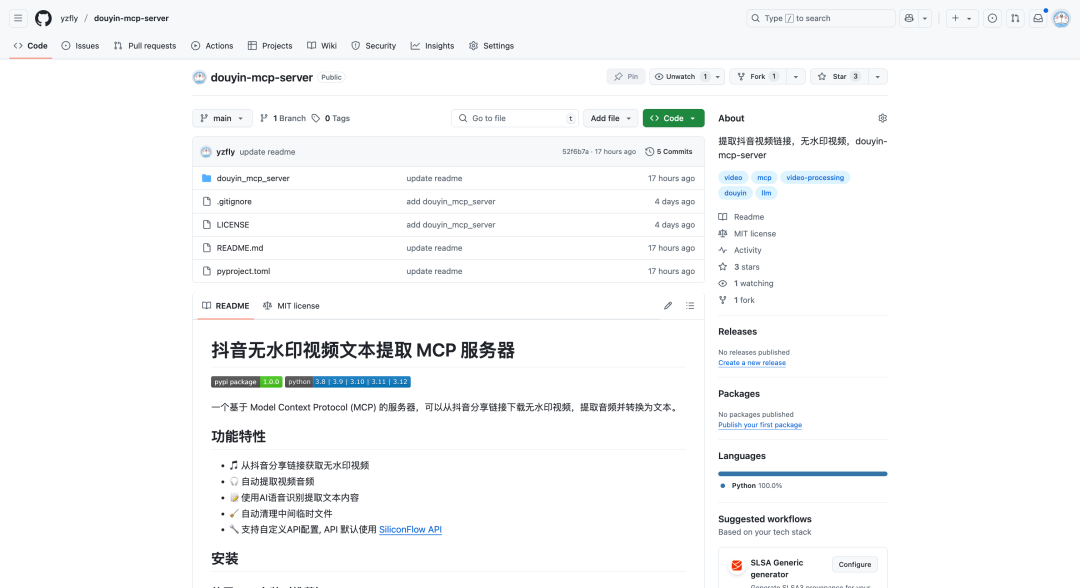 yzfly / douyin-mcp-server
Type / to search
Code Issues Pull requests Actions Projects Wiki Security Insights Settings
douyin-mcp-server Public
Pin Unwatch 1 Fork 1 Star 3
main 1 Branch 0 Tags Go to file t Add file Code
yzfly update readme 52f6b7a · 17 hours ago 5 Commits
douyin_mcp_server update readme 17 hours ago
.gitignore add douyin_mcp_server 4 days ago
LICENSE add douyin_mcp_server 4 days ago
README.md update readme 17 hours ago
pyproject.toml update readme 17 hours ago
README MIT license
抖音无水印视频文本提取 MCP 服务器
pypi package 1.0.0 python 3.8 | 3.9 | 3.10 | 3.11 | 3.12
一个基于 Model Context Protocol (MCP) 的服务器，可以从抖音分享链接下载无水印视频，提取音频并转换为文本。
功能特性
• 🎵 从抖音分享链接获取无水印视频
• 🎧 自动提取视频音频
• 📝 使用AI语音识别提取文本内容
• 🧹 自动清理中间临时文件
• 🔧 支持自定义API配置, API 默认使用 SiliconFlow API
安装
About
提取抖音视频链接，无水印视频，douyin-
mcp-server
video mcp video-processing
douyin llm
Readme
MIT license
Activity
3 stars
1 watching
1 fork
Releases
No releases published
Create a new release
Packages
No packages published
Publish your first package
Languages
Python 100.0%
Suggested workflows
Based on your tech stack
SLSA Generic
generator
Configure